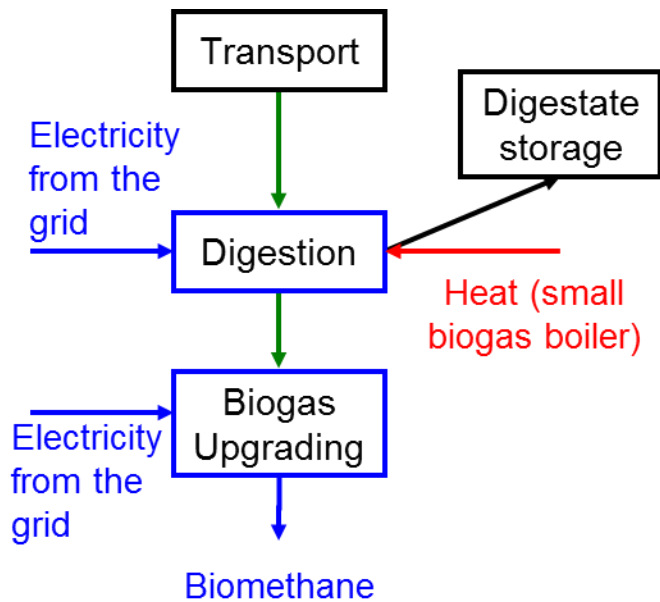 Transport
Digestate
storage
Electricity
from the
grid
Digestion
Heat (small
biogas boiler)
Biogas
Upgrading
Electricity
from the
grid
Biomethane